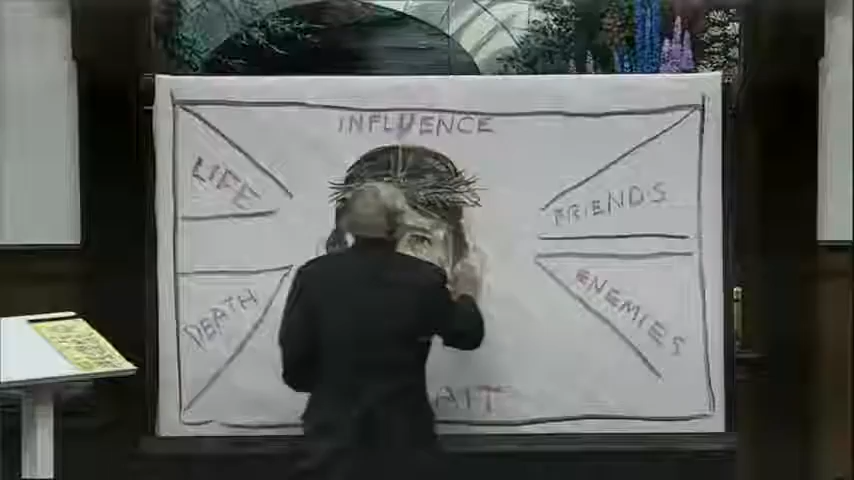 INFLUENCE
LIFE
FRIENDS
DEATH
ENEMIES